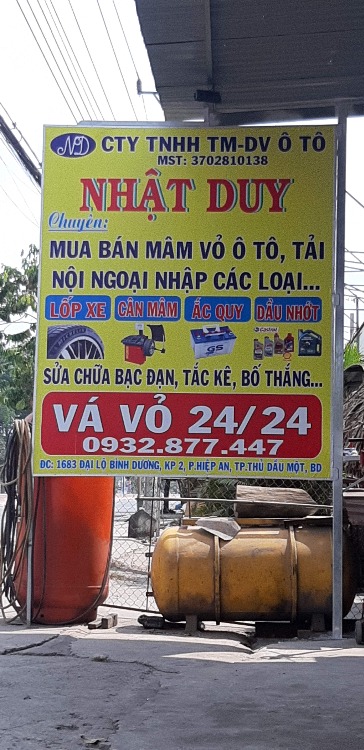 ND CTY TNHH TM-DV Ô TÔ
MST: 3702810138
NHẬT DUY
Chuyên:
MUA BÁN MÂM VỎ Ô TÔ, TẢI
NỘI NGOẠI NHẬP CÁC LOẠI...
LỐP XE CÂN MÂM ẮC QUY DẦU NHỚT
GS Castrol
SỬA CHỮA BẠC ĐẠN, TẮC KÊ, BỐ THẮNG...
VÁ VỎ 24/24
0932.877.447
ĐC: 1683 ĐẠI LỘ BÌNH DƯƠNG, KP 2, P.HIỆP AN, TP.THỦ DẦU MỘT, BD